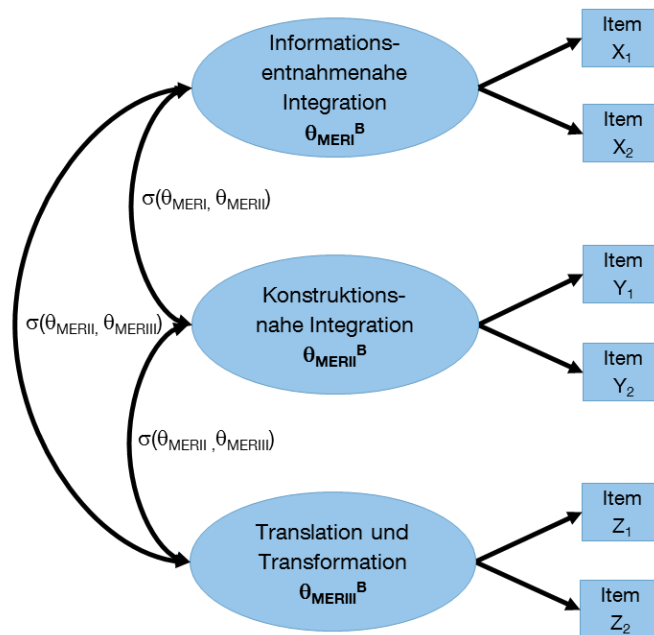 Informations-
entnahmenahe
Integration
θMERI^B
Item
X₁
Item
X₂
σ(θMERI, θMERII)
Konstruktions-
nahe Integration
θMERII^B
Item
Y₁
Item
Y₂
σ(θMERII, θMERIII)
σ(θMERII ,θMERIII)
Translation und
Transformation
θMERIII^B
Item
Z₁
Item
Z₂